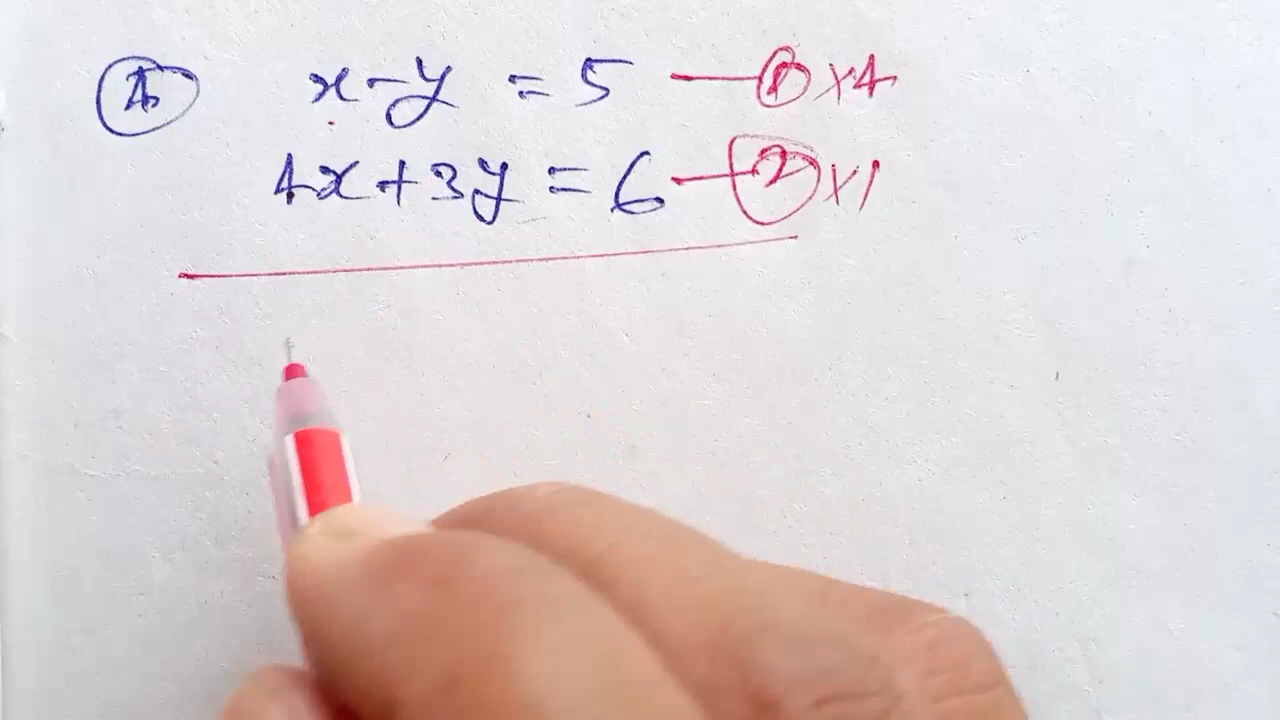 ④ x-y = 5 — ① ×4
4x+3y = 6 — ② ×1